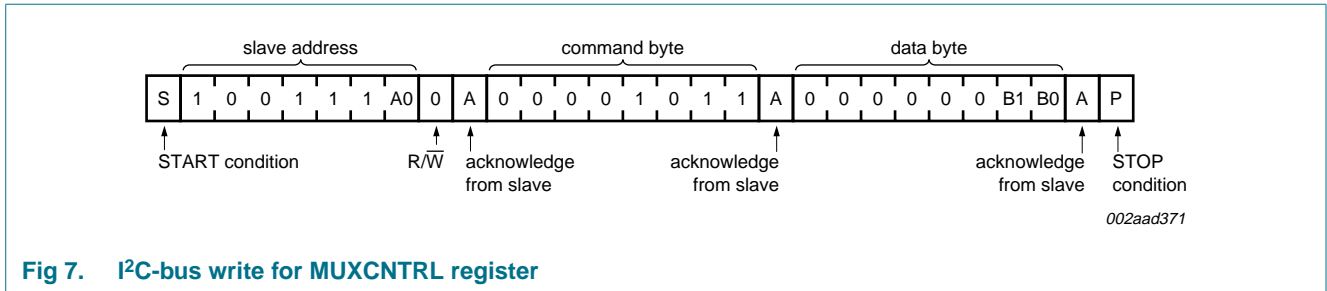 slave address command byte data byte
S 1 0 0 1 1 1 A0 0 A 0 0 0 0 1 0 1 1 A 0 0 0 0 0 0 B1 B0 A P
START condition R/W̅ acknowledge acknowledge acknowledge STOP
from slave from slave from slave condition
002aad371
Fig 7. I²C-bus write for MUXCNTRL register